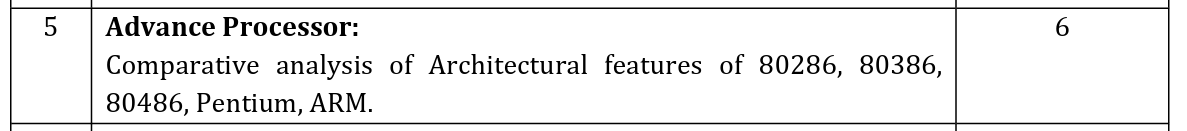 5 Advance Processor: 6
Comparative analysis of Architectural features of 80286, 80386,
80486, Pentium, ARM.